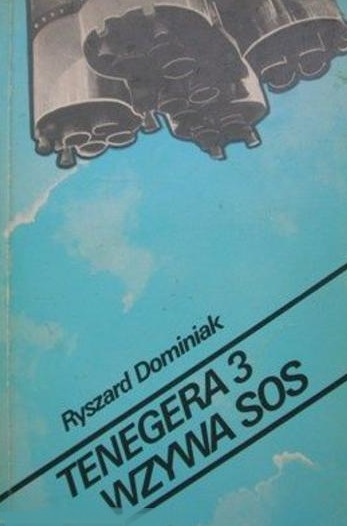 Ryszard Dominiak
TENEGERA 3
WZYWA SOS